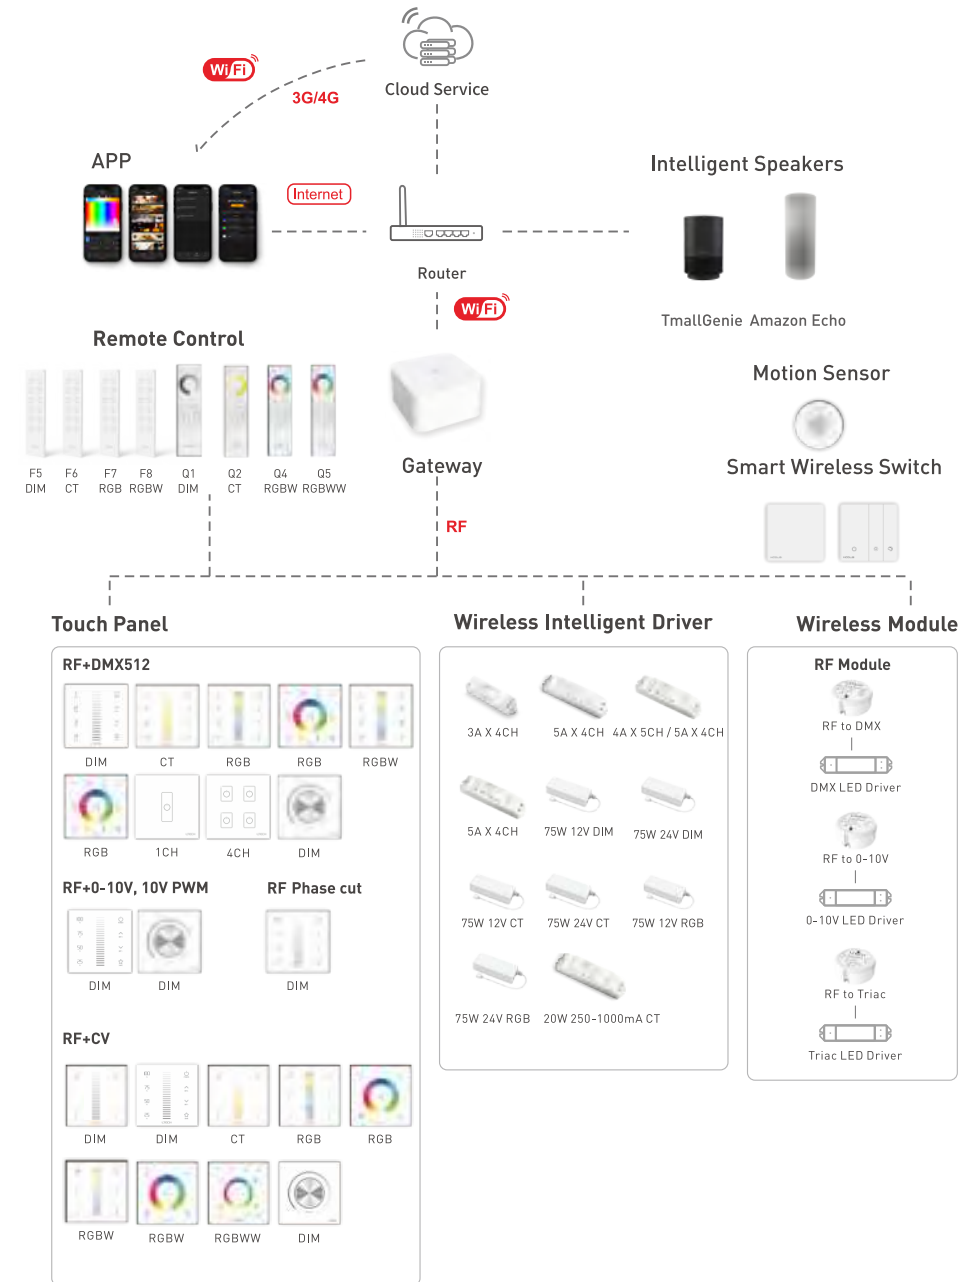 Cloud Service
WiFi
3G/4G
APP
Internet
Intelligent Speakers
Router
WiFi
TmallGenie Amazon Echo
Remote Control
Motion Sensor
F5 F6 F7 F8 Q1 Q2 Q4 Q5
DIM CT RGB RGBW DIM CT RGBW RGBWW
Gateway
Smart Wireless Switch
RF
Touch Panel
Wireless Intelligent Driver
Wireless Module
RF+DMX512
DIM CT RGB RGB RGBW
RGB 1CH 4CH DIM
RF+0-10V, 10V PWM
RF Phase cut
DIM DIM DIM
RF+CV
DIM DIM CT RGB RGB
RGBW RGBW RGBWW DIM
3A X 4CH 5A X 4CH 4A X 5CH / 5A X 4CH
5A X 4CH 75W 12V DIM 75W 24V DIM
75W 12V CT 75W 24V CT 75W 12V RGB
75W 24V RGB 20W 250-1000mA CT
RF Module
RF to DMX
DMX LED Driver
RF to 0-10V
0-10V LED Driver
RF to Triac
Triac LED Driver